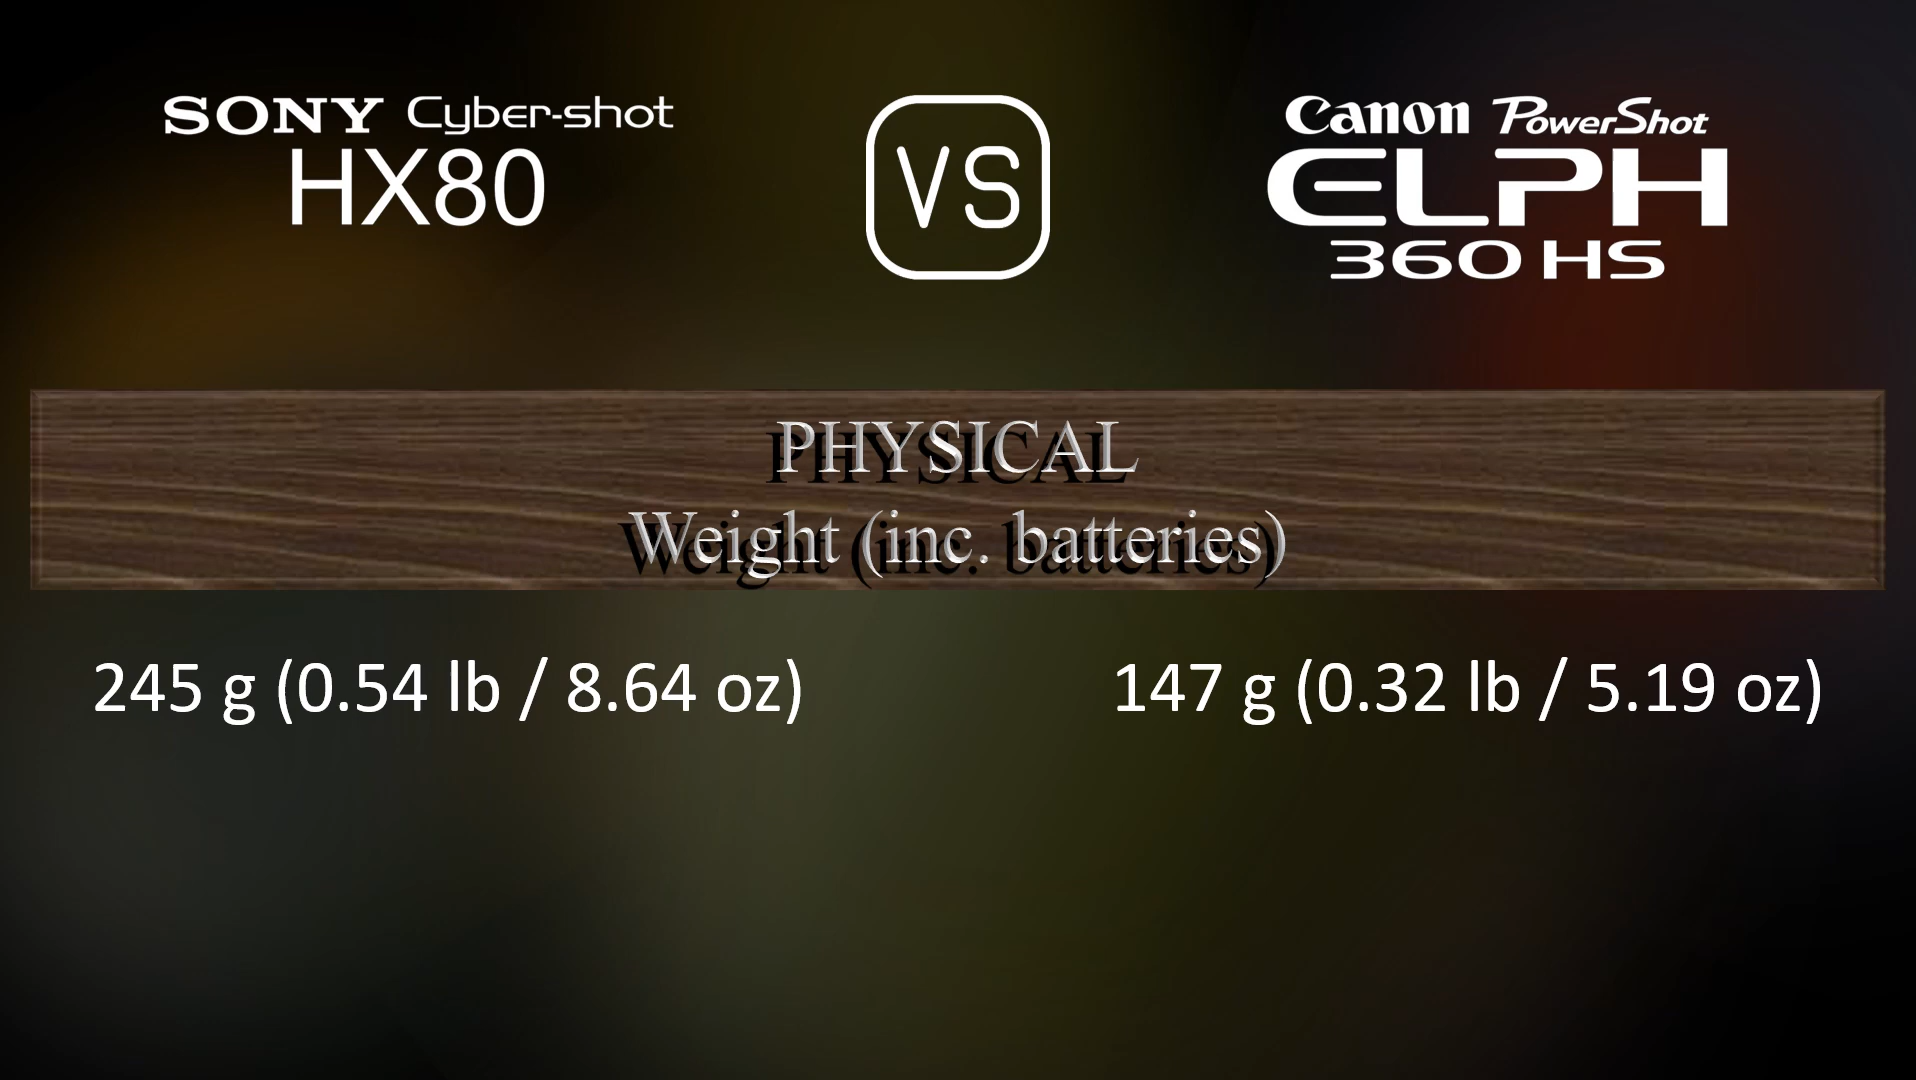 SONY Cyber-shot
HX80
VS
Canon PowerShot
ELPH
360 HS
PHYSICAL
Weight (inc. batteries)
245 g (0.54 lb / 8.64 oz)
147 g (0.32 lb / 5.19 oz)